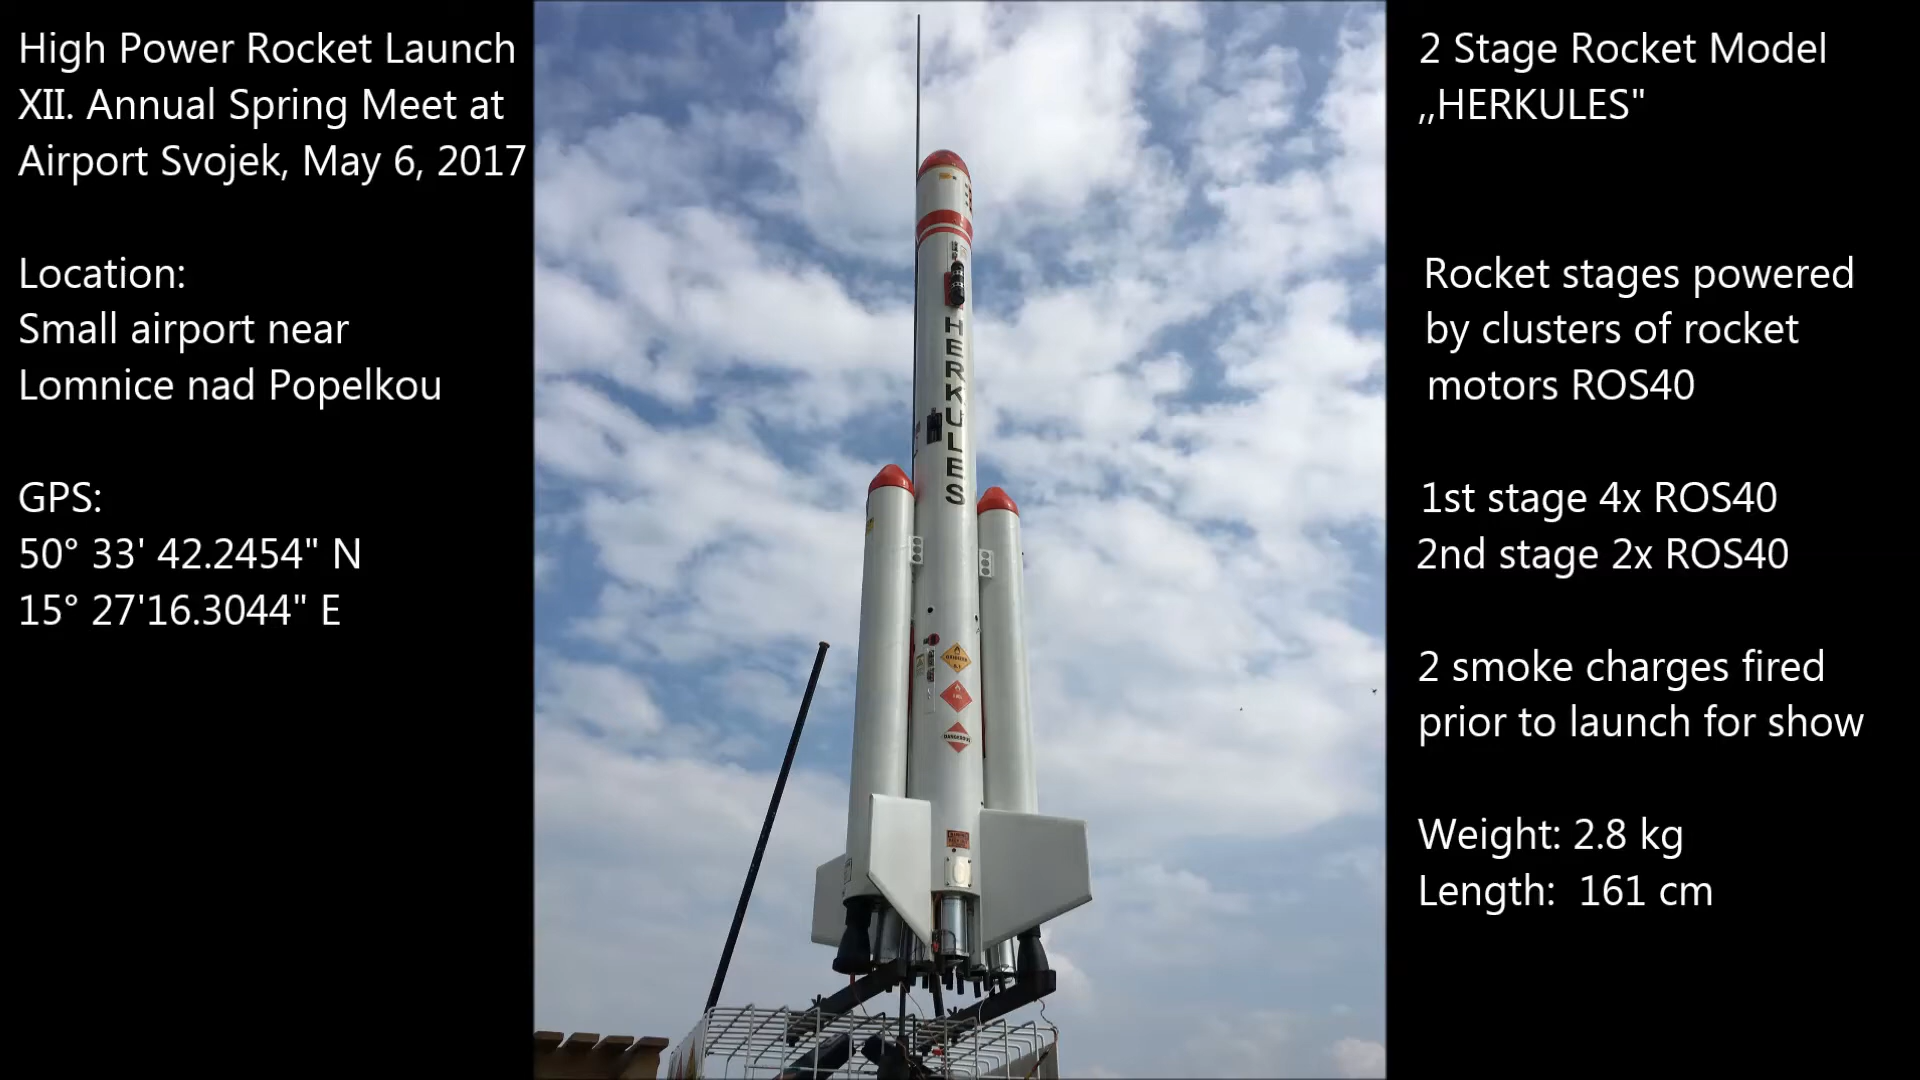 High Power Rocket Launch
XII. Annual Spring Meet at
Airport Svojek, May 6, 2017
Location:
Small airport near
Lomnice nad Popelkou
GPS:
50° 33' 42.2454" N
15° 27'16.3044" E
HERKULES
DANGEROUS
2 Stage Rocket Model
,,HERKULES"
Rocket stages powered
by clusters of rocket
motors ROS40
1st stage 4x ROS40
2nd stage 2x ROS40
2 smoke charges fired
prior to launch for show
Weight: 2.8 kg
Length:  161 cm